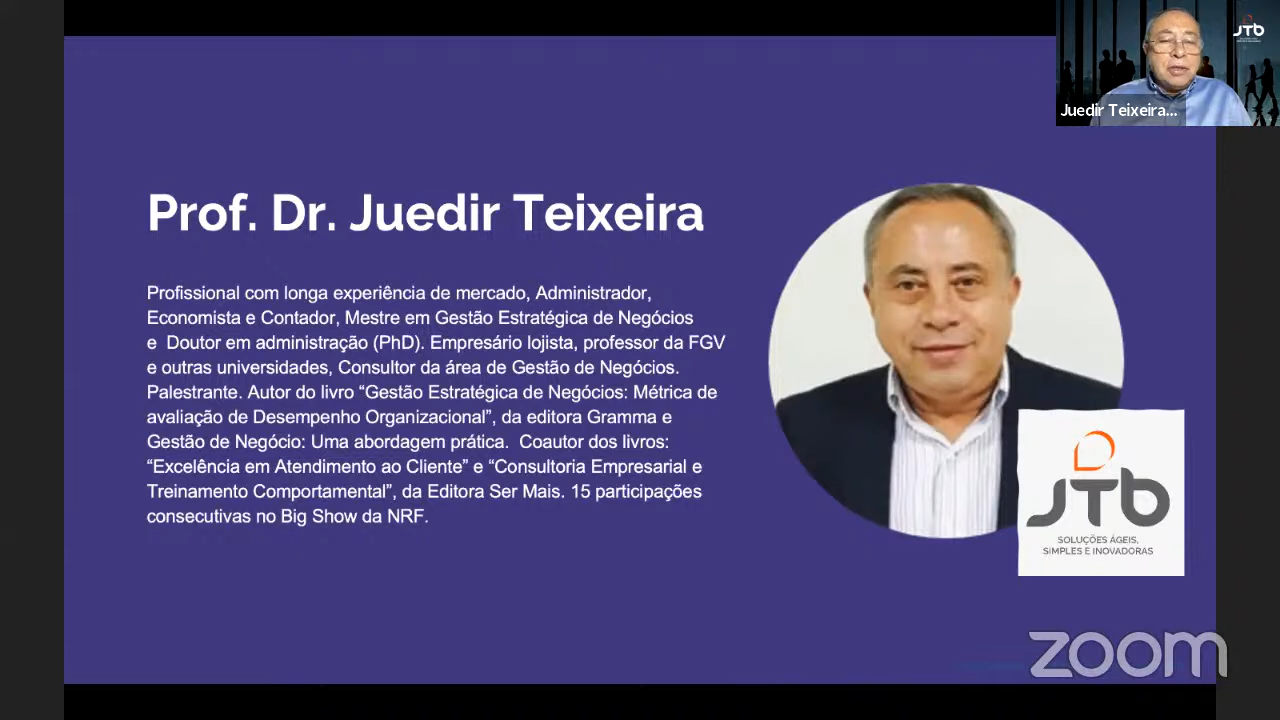 JTb
Juedir Teixeira...
Prof. Dr. Juedir Teixeira
Profissional com longa experiência de mercado, Administrador,
Economista e Contador, Mestre em Gestão Estratégica de Negócios
e  Doutor em administração (PhD). Empresário lojista, professor da FGV
e outras universidades, Consultor da área de Gestão de Negócios.
Palestrante. Autor do livro “Gestão Estratégica de Negócios: Métrica de
avaliação de Desempenho Organizacional”, da editora Gramma e
Gestão de Negócio: Uma abordagem prática.  Coautor dos livros:
“Excelência em Atendimento ao Cliente” e “Consultoria Empresarial e
Treinamento Comportamental”, da Editora Ser Mais. 15 participações
consecutivas no Big Show da NRF.
JTb
SOLUÇÕES ÁGEIS,
SIMPLES E INOVADORAS
zoom